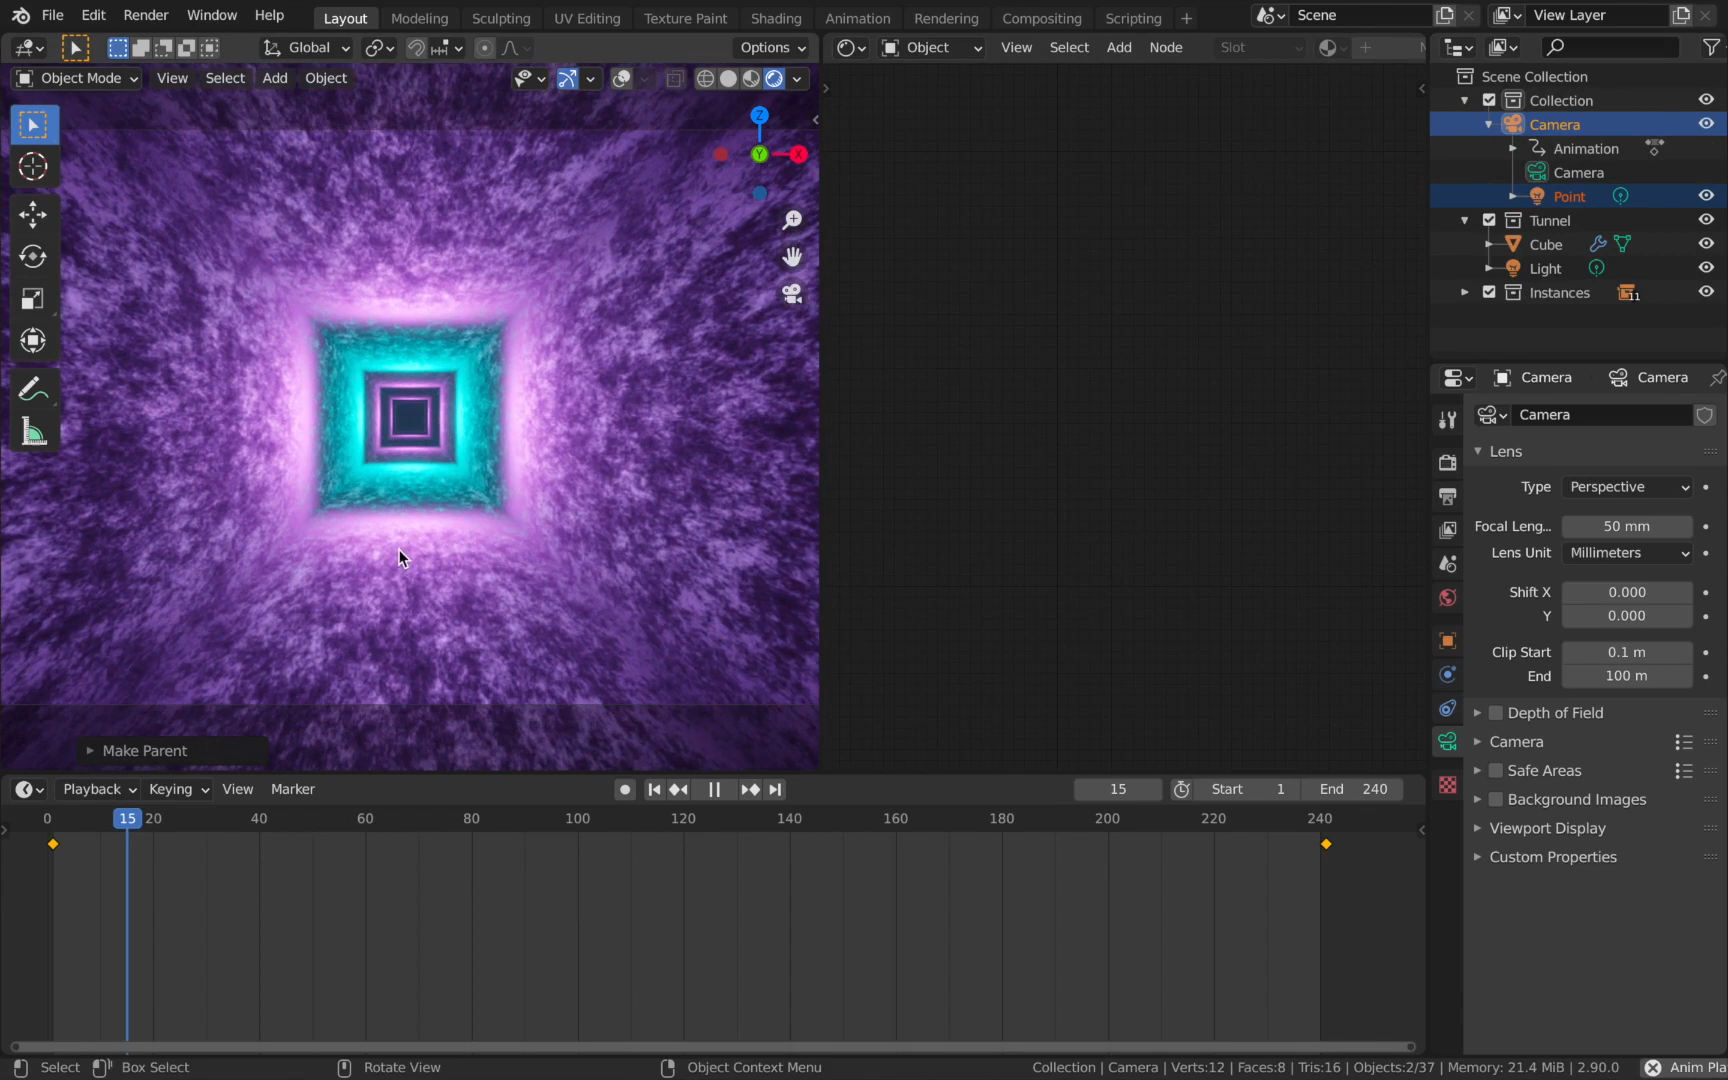 File Edit Render Window Help Layout Modeling Sculpting UV Editing Texture Paint Shading Animation Rendering Compositing Scripting + Scene View Layer
Global Options Object View Select Add Node Slot
Object Mode View Select Add Object
Z
Y X
Make Parent
Scene Collection
Collection
Camera
Animation
Camera
Point
Tunnel
Cube
Light
Instances 11
Camera Camera
Camera
Lens
Type Perspective
Focal Leng... 50 mm
Lens Unit Millimeters
Shift X 0.000
Y 0.000
Clip Start 0.1 m
End 100 m
Depth of Field
Camera
Safe Areas
Background Images
Viewport Display
Custom Properties
Playback Keying View Marker 15 Start 1 End 240
0 15 20 40 60 80 100 120 140 160 180 200 220 240
Select Box Select Rotate View Object Context Menu Collection | Camera | Verts:12 | Faces:8 | Tris:16 | Objects:2/37 | Memory: 21.4 MiB | 2.90.0 Anim Pla